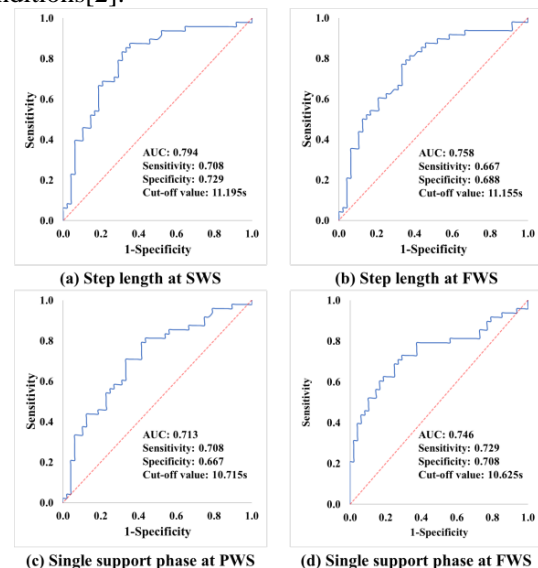 nditions[2].
1.0
0.8
0.6
0.4
0.2
0.0
Sensitivity
AUC: 0.794
Sensitivity: 0.708
Specificity: 0.729
Cut-off value: 11.195s
0.0 0.2 0.4 0.6 0.8 1.0
1-Specificity
(a) Step length at SWS
1.0
0.8
0.6
0.4
0.2
0.0
Sensitivity
AUC: 0.758
Sensitivity: 0.667
Specificity: 0.688
Cut-off value: 11.155s
0.0 0.2 0.4 0.6 0.8 1.0
1-Specificity
(b) Step length at FWS
1.0
0.8
0.6
0.4
0.2
0.0
Sensitivity
AUC: 0.713
Sensitivity: 0.708
Specificity: 0.667
Cut-off value: 10.715s
0.0 0.2 0.4 0.6 0.8 1.0
1-Specificity
(c) Single support phase at PWS
1.0
0.8
0.6
0.4
0.2
0.0
Sensitivity
AUC: 0.746
Sensitivity: 0.729
Specificity: 0.708
Cut-off value: 10.625s
0.0 0.2 0.4 0.6 0.8 1.0
1-Specificity
(d) Single support phase at FWS